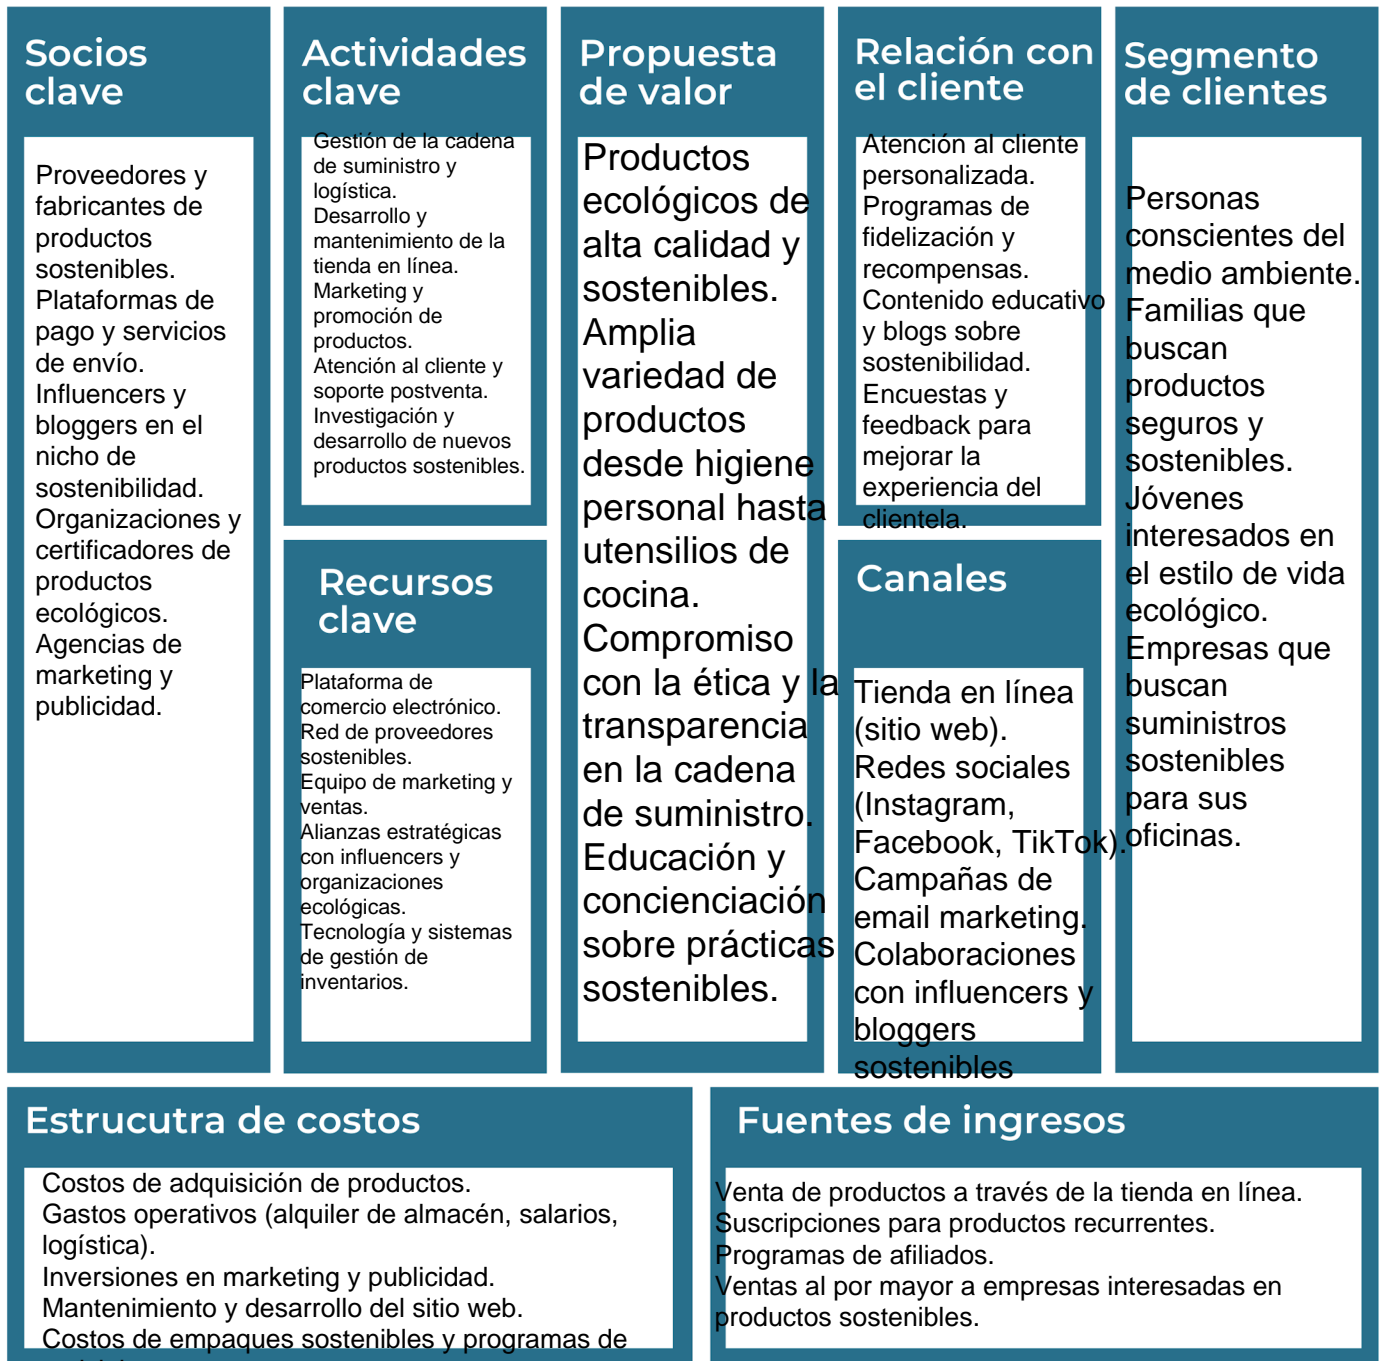 Socios
clave
Proveedores y
fabricantes de
productos
sostenibles.
Plataformas de
pago y servicios
de envío.
Influencers y
bloggers en el
nicho de
sostenibilidad.
Organizaciones y
certificadores de
productos
ecológicos.
Agencias de
marketing y
publicidad.
Actividades
clave
Gestión de la cadena
de suministro y
logística.
Desarrollo y
mantenimiento de la
tienda en línea.
Marketing y
promoción de
productos.
Atención al cliente y
soporte postventa.
Investigación y
desarrollo de nuevos
productos sostenibles.
Recursos
clave
Plataforma de
comercio electrónico.
Red de proveedores
sostenibles.
Equipo de marketing y
ventas.
Alianzas estratégicas
con influencers y
organizaciones
ecológicas.
Tecnología y sistemas
de gestión de
inventarios.
Propuesta
de valor
Productos
ecológicos de
alta calidad y
sostenibles.
Amplia
variedad de
productos
desde higiene
personal hasta
utensilios de
cocina.
Compromiso
con la ética y la
transparencia
en la cadena
de suministro.
Educación y
concienciación
sobre prácticas
sostenibles.
Relación con
el cliente
Atención al cliente
personalizada.
Programas de
fidelización y
recompensas.
Contenido educativo
y blogs sobre
sostenibilidad.
Encuestas y
feedback para
mejorar la
experiencia del
clientela.
Canales
Tienda en línea
(sitio web).
Redes sociales
(Instagram,
Facebook, TikTok).
Campañas de
email marketing.
Colaboraciones
con influencers y
bloggers
sostenibles
Segmento
de clientes
Personas
conscientes del
medio ambiente.
Familias que
buscan
productos
seguros y
sostenibles.
Jóvenes
interesados en
el estilo de vida
ecológico.
Empresas que
buscan
suministros
sostenibles
para sus
oficinas.
Estrucutra de costos
Costos de adquisición de productos.
Gastos operativos (alquiler de almacén, salarios,
logística).
Inversiones en marketing y publicidad.
Mantenimiento y desarrollo del sitio web.
Costos de empaques sostenibles y programas de
Fuentes de ingresos
Venta de productos a través de la tienda en línea.
Suscripciones para productos recurrentes.
Programas de afiliados.
Ventas al por mayor a empresas interesadas en
productos sostenibles.